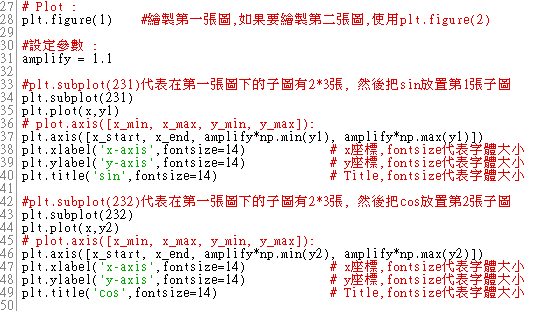 27 # Plot :
28 plt.figure(1)    #繪製第一張圖,如果要繪製第二張圖,使用plt.figure(2)
29
30 #設定參數 :
31 amplify = 1.1
32
33 #plt.subplot(231)代表在第一張圖下的子圖有2*3張, 然後把sin放置第1張子圖
34 plt.subplot(231)
35 plt.plot(x,y1)
36 # plot.axis([x_min, x_max, y_min, y_max]):
37 plt.axis([x_start, x_end, amplify*np.min(y1), amplify*np.max(y1)])
38 plt.xlabel('x-axis',fontsize=14)          # x座標,fontsize代表字體大小
39 plt.ylabel('y-axis',fontsize=14)          # y座標,fontsize代表字體大小
40 plt.title('sin',fontsize=14)              # Title,fontsize代表字體大小
41
42 #plt.subplot(232)代表在第一張圖下的子圖有2*3張, 然後把cos放置第2張子圖
43 plt.subplot(232)
44 plt.plot(x,y2)
45 # plot.axis([x_min, x_max, y_min, y_max]):
46 plt.axis([x_start, x_end, amplify*np.min(y2), amplify*np.max(y2)])
47 plt.xlabel('x-axis',fontsize=14)          # x座標,fontsize代表字體大小
48 plt.ylabel('y-axis',fontsize=14)          # y座標,fontsize代表字體大小
49 plt.title('cos',fontsize=14)              # Title,fontsize代表字體大小
50